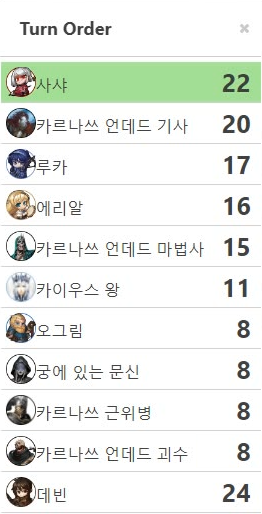 Turn Order ×
사샤 22
카르나쓰 언데드 기사 20
루카 17
에리알 16
카르나쓰 언데드 마법사 15
카이우스 왕 11
오그림 8
궁에 있는 문신 8
카르나쓰 근위병 8
카르나쓰 언데드 괴수 8
데빈 24